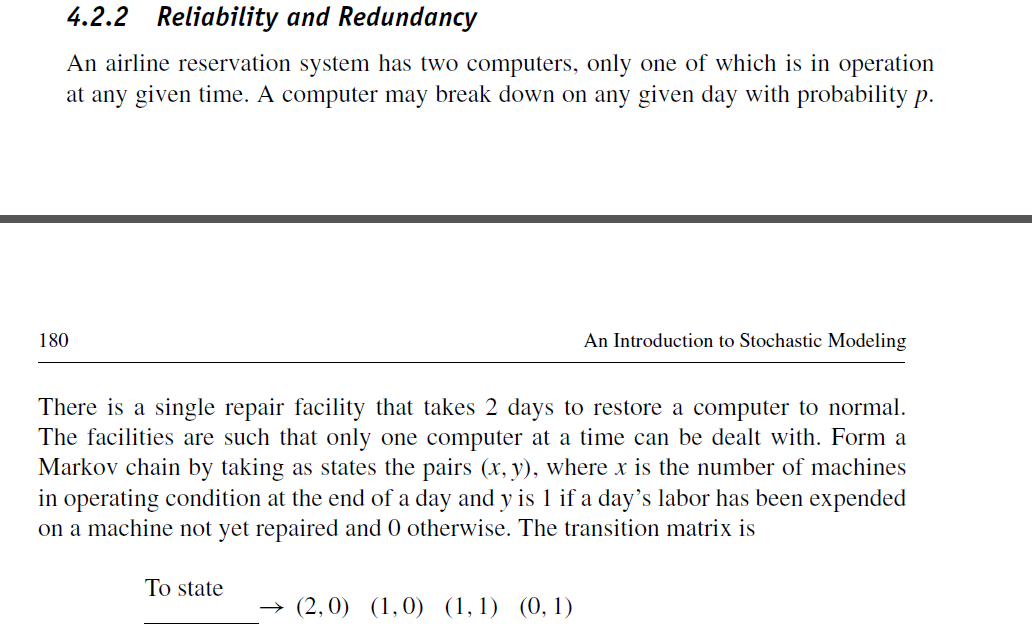 4.2.2 Reliability and Redundancy
An airline reservation system has two computers, only one of which is in operation
at any given time. A computer may break down on any given day with probability p.
180 An Introduction to Stochastic Modeling
There is a single repair facility that takes 2 days to restore a computer to normal.
The facilities are such that only one computer at a time can be dealt with. Form a
Markov chain by taking as states the pairs (x, y), where x is the number of machines
in operating condition at the end of a day and y is 1 if a day's labor has been expended
on a machine not yet repaired and 0 otherwise. The transition matrix is
To state
→ (2, 0) (1, 0) (1, 1) (0, 1)